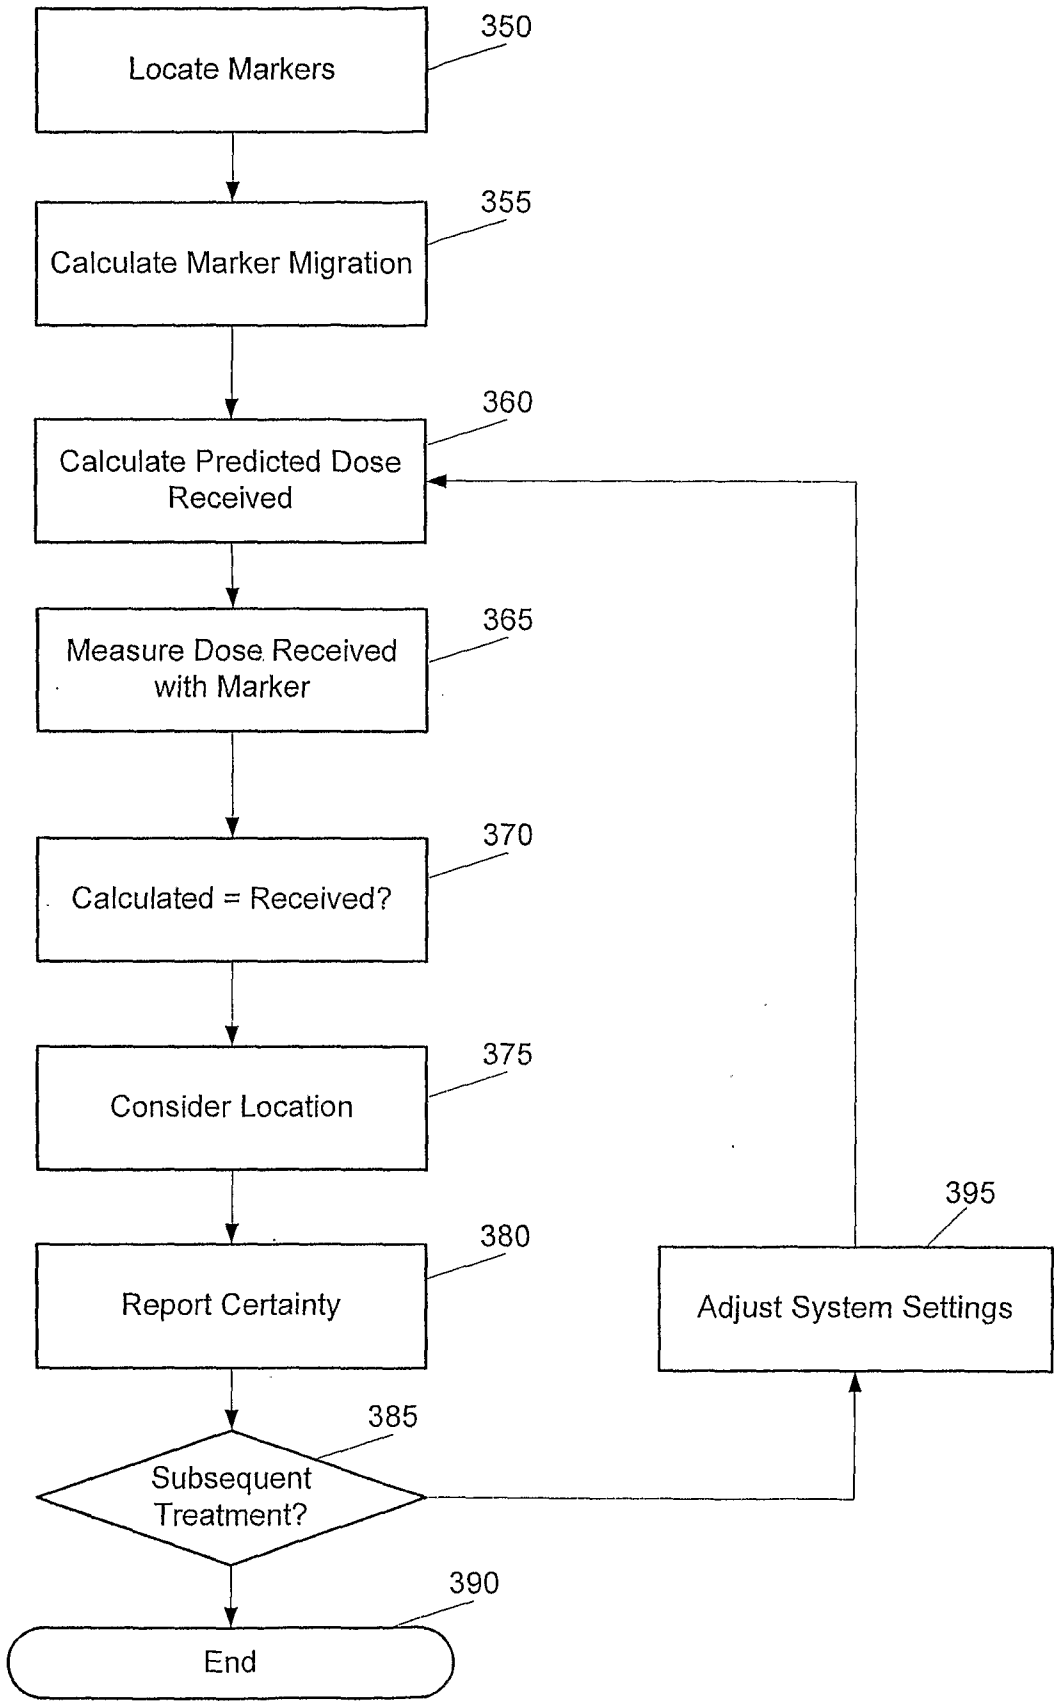 350
Locate Markers
355
Calculate Marker Migration
360
Calculate Predicted Dose
Received
365
Measure Dose Received
with Marker
370
Calculated = Received?
375
Consider Location
380
Report Certainty
395
Adjust System Settings
385
Subsequent
Treatment?
390
End